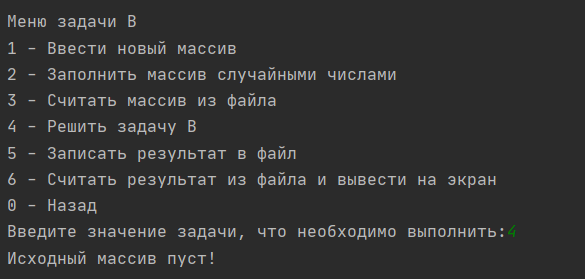 Меню задачи B
1 - Ввести новый массив
2 - Заполнить массив случайными числами
3 - Считать массив из файла
4 - Решить задачу B
5 - Записать результат в файл
6 - Считать результат из файла и вывести на экран
0 - Назад
Введите значение задачи, что необходимо выполнить:4
Исходный массив пуст!